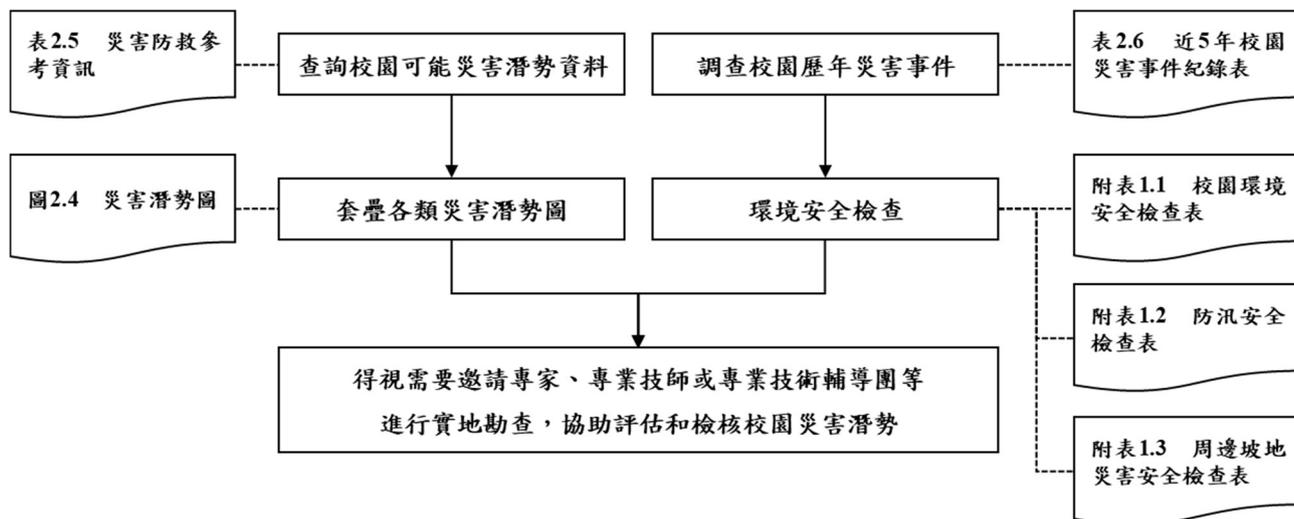 表2.5　災害防救參
考資訊
查詢校園可能災害潛勢資料
調查校園歷年災害事件
表2.6　近5年校園
災害事件紀錄表
圖2.4　災害潛勢圖
套疊各類災害潛勢圖
環境安全檢查
附表1.1　校園環境
安全檢查表
附表1.2　防汛安全
檢查表
得視需要邀請專家、專業技師或專業技術輔導團等
進行實地勘查，協助評估和檢核校園災害潛勢
附表1.3　周邊坡地
災害安全檢查表